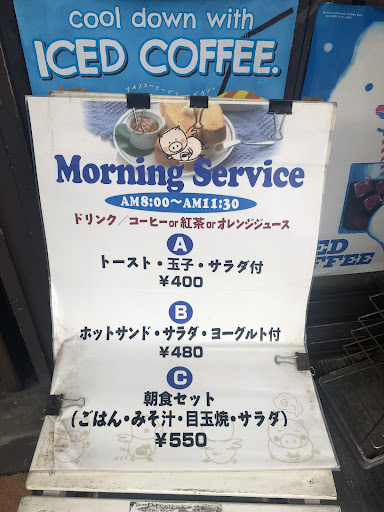 cool down with
ICED COFFEE.
Morning Service
AM8:00～AM11:30
ドリンク／コーヒーor紅茶orオレンジジュース
A
トースト・玉子・サラダ付
¥400
B
ホットサンド・サラダ・ヨーグルト付
¥480
C
朝食セット
(ごはん・みそ汁・目玉焼・サラダ)
¥550